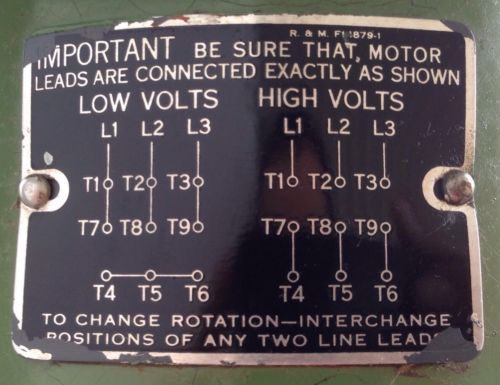 R. & M. FM879-1
IMPORTANT BE SURE THAT, MOTOR
LEADS ARE CONNECTED EXACTLY AS SHOWN
LOW VOLTS HIGH VOLTS
L1 L2 L3 L1 L2 L3
T1 T2 T3 T1 T2 T3
T7 T8 T9 T7 T8 T9
T4 T5 T6 T4 T5 T6
TO CHANGE ROTATION—INTERCHANGE
POSITIONS OF ANY TWO LINE LEADS